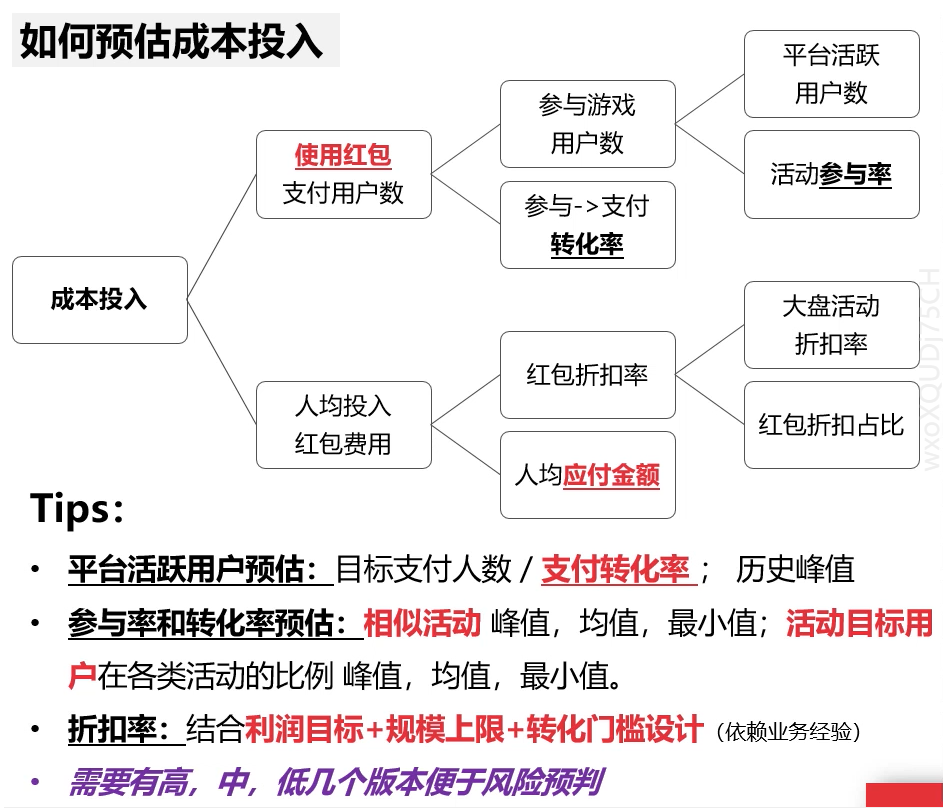 如何预估成本投入
平台活跃
用户数
参与游戏
用户数
使用红包
支付用户数
活动参与率
参与->支付
转化率
成本投入
大盘活动
折扣率
红包折扣率
人均投入
红包费用
红包折扣占比
人均应付金额
wxoxQUDj75CH
Tips：
• 平台活跃用户预估：目标支付人数 / 支付转化率 ； 历史峰值
• 参与率和转化率预估：相似活动 峰值，均值，最小值；活动目标用
户在各类活动的比例 峰值，均值，最小值。
• 折扣率：结合利润目标+规模上限+转化门槛设计（依赖业务经验）
• 需要有高，中，低几个版本便于风险预判